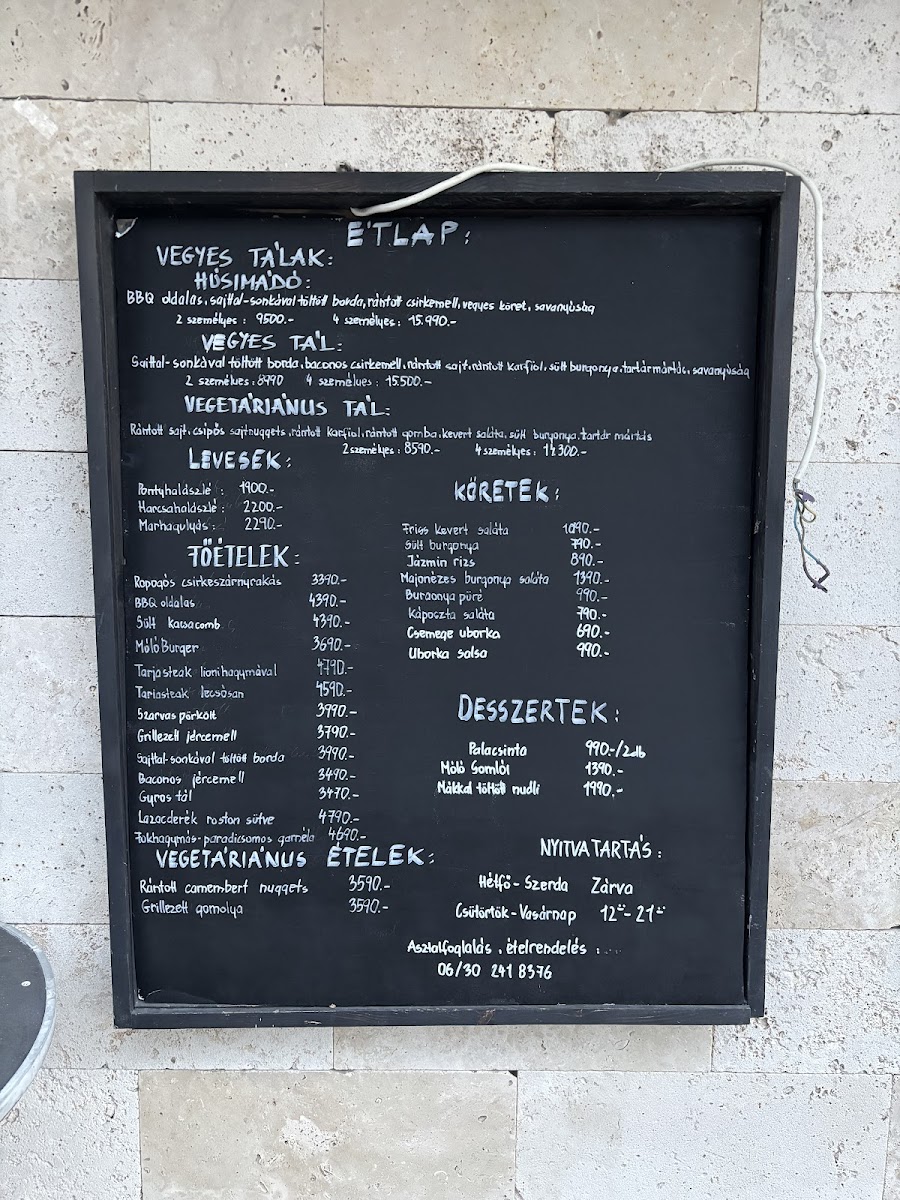 ÉTLAP:
VEGYES TÁLAK:
HÚSIMÁDÓ:
BBQ oldalas, sajttal-sonkával töltött borda, rántott csirkemell, vegyes köret, savanyúság
2 személyes: 9500.- 4 személyes: 15.990.-
VEGYES TÁL:
Sajttal-sonkával töltött borda, baconos csirkemell, rántott sajt, rántott karfiol, sült burgonya, tartár mártás, savanyúság
2 személyes: 8990 4 személyes: 15.500.-
VEGETÁRIÁNUS TÁL:
Rántott sajt, csípős sajtnuggets, rántott karfiol, rántott gomba, kevert saláta, sült burgonya, tartár mártás
2 személyes: 8590.- 4 személyes: 14300.-
LEVESEK:
Pontyhalászlé: 1900.-
Harcsahalászlé: 2200.-
Marhagulyás: 2290.-
FŐÉTELEK:
Ropogós csirkeszárnyrakás 3390.-
BBQ oldalas 4390.-
Sült kacsacomb 4390.-
Móló Burger 3690.-
Tarjasteak lionihagymával 4790.-
Tarjasteak lecsósan 4590.-
Szarvas pörkölt 3990.-
Grillezett jércemell 3790.-
Sajttal-sonkával töltött borda 3990.-
Baconos jércemell 3490.-
Gyros tál 3470.-
Lazacderék roston sütve 4790.-
Fokhagymás-paradicsomos garnéla 4690.-
VEGETÁRIÁNUS ÉTELEK:
Rántott camembert nuggets 3590.-
Grillezett gomolya 3590.-
KÖRETEK:
Friss kevert saláta 1090.-
Sült burgonya 790.-
Jázmin rizs 890.-
Majonézes burgonya saláta 1390.-
Burgonya püré 990.-
Káposzta saláta 790.-
Csemege uborka 690.-
Uborka salsa 990.-
DESSZERTEK:
Palacsinta 990.-/2db
Móló Somlói 1390.-
Mákkal töltött nudli 1990.-
NYITVATARTÁS:
Hétfő-Szerda Zárva
Csütörtök-Vasárnap 12⁰⁰-21⁰⁰
Asztalfoglalás, ételrendelés:
06/30 241 8376